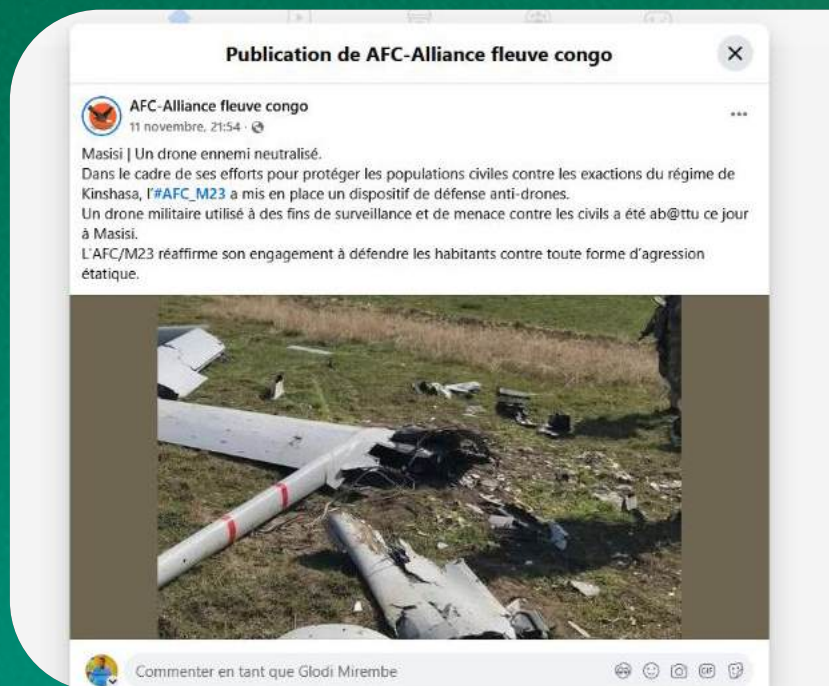 Publication de AFC-Alliance fleuve congo
AFC-Alliance fleuve congo
11 novembre, 21:54 ·
Masisi | Un drone ennemi neutralisé.
Dans le cadre de ses efforts pour protéger les populations civiles contre les exactions du régime de
Kinshasa, l'#AFC_M23 a mis en place un dispositif de défense anti-drones.
Un drone militaire utilisé à des fins de surveillance et de menace contre les civils a été ab@ttu ce jour
à Masisi.
L'AFC/M23 réaffirme son engagement à défendre les habitants contre toute forme d'agression
étatique.
Commenter en tant que Glodi Mirembe
GIF